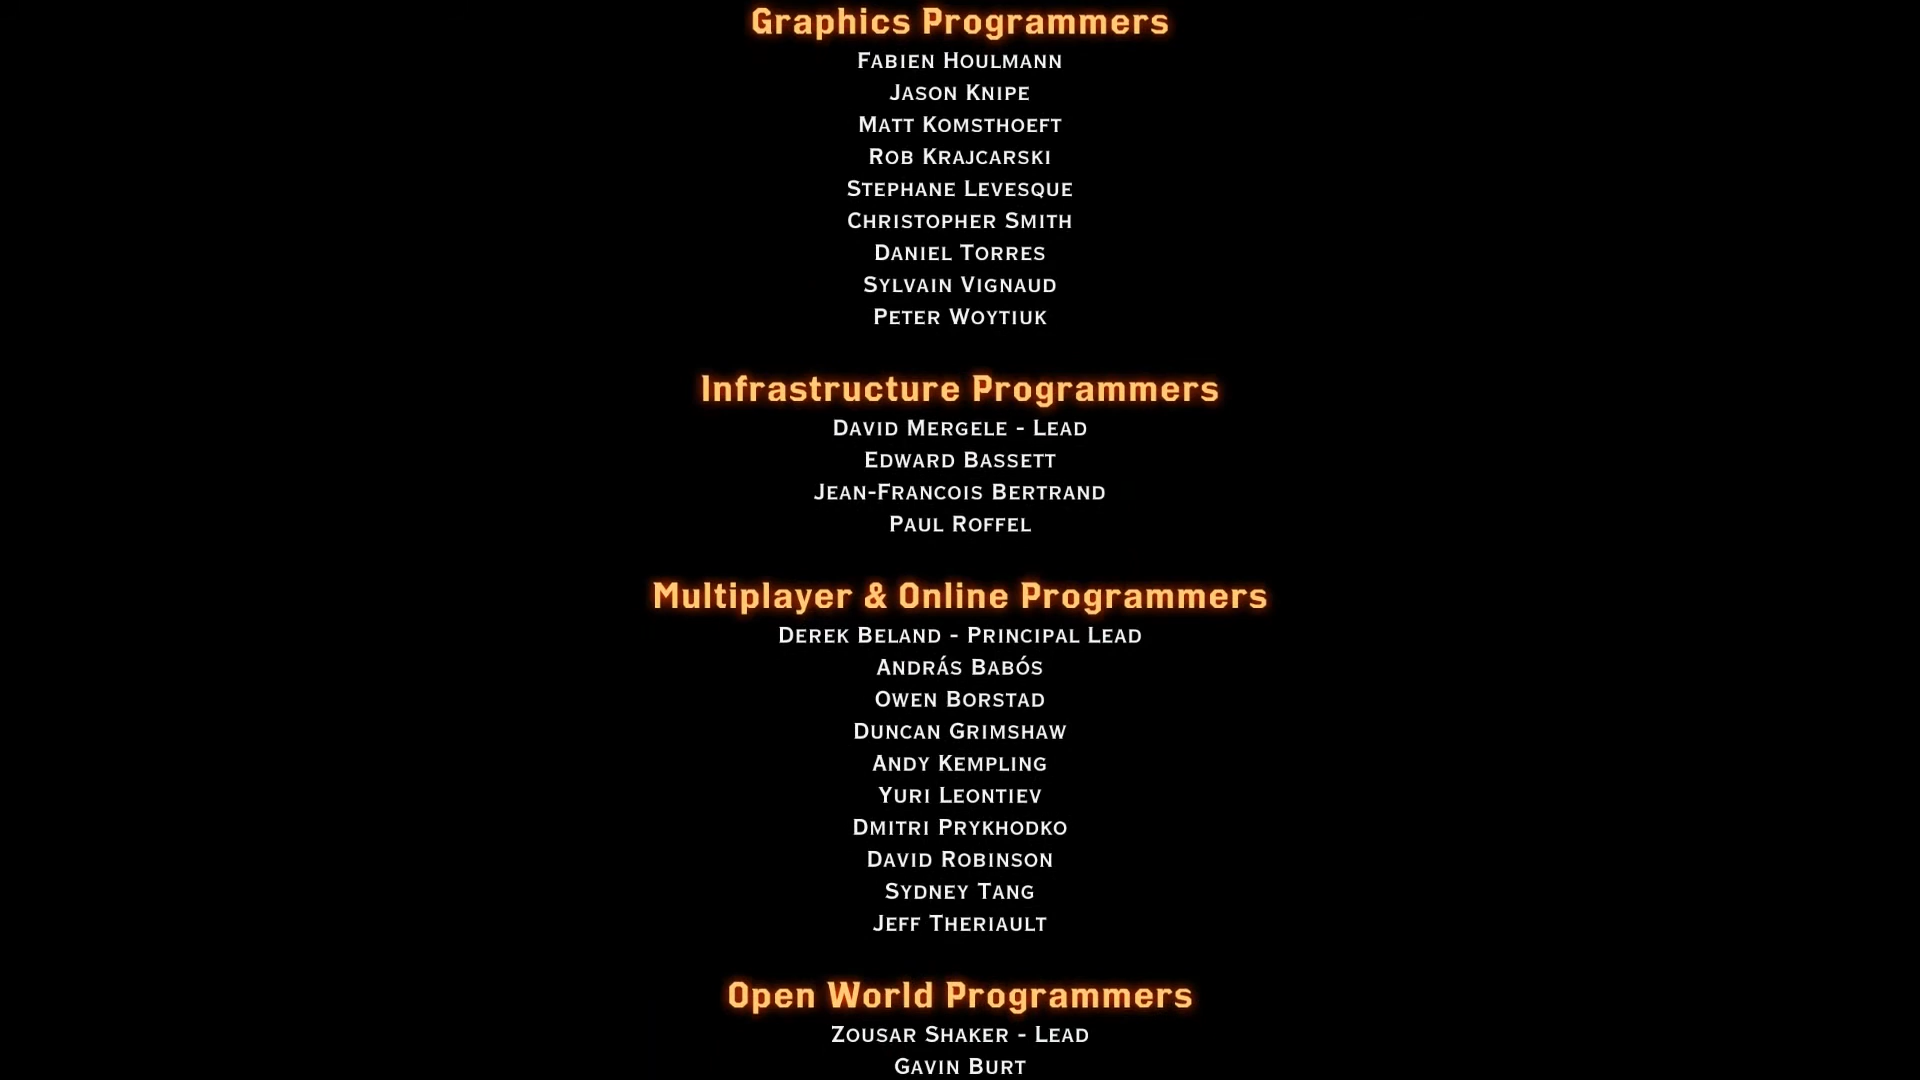 Graphics Programmers
Fabien Houlmann
Jason Knipe
Matt Komsthoeft
Rob Krajcarski
Stephane Levesque
Christopher Smith
Daniel Torres
Sylvain Vignaud
Peter Woytiuk
Infrastructure Programmers
David Mergele - Lead
Edward Bassett
Jean-Francois Bertrand
Paul Roffel
Multiplayer & Online Programmers
Derek Beland - Principal Lead
András Babós
Owen Borstad
Duncan Grimshaw
Andy Kempling
Yuri Leontiev
Dmitri Prykhodko
David Robinson
Sydney Tang
Jeff Theriault
Open World Programmers
Zousar Shaker - Lead
Gavin Burt